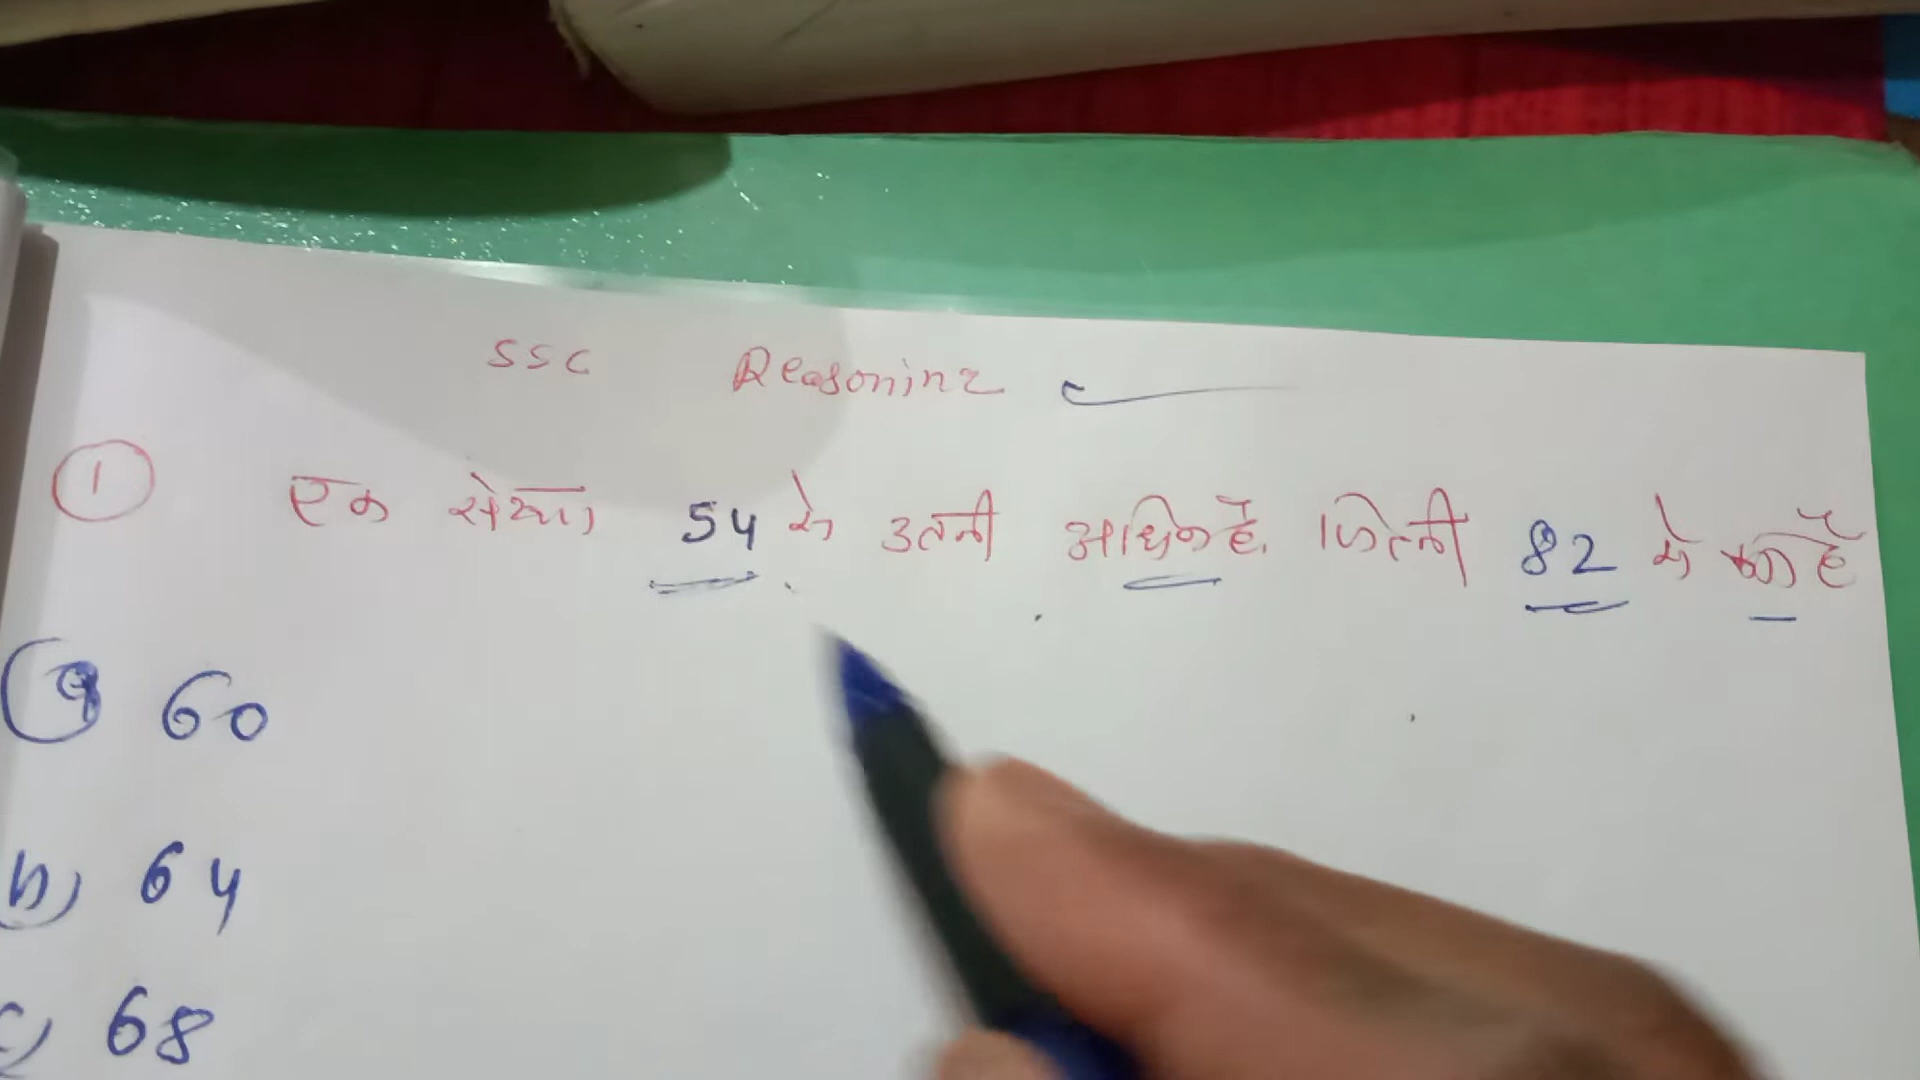 SSC Reasoning
① एक संख्या 54 से उतनी अधिक है. जितनी 82 से कम है
a) 60
b) 64
c) 68